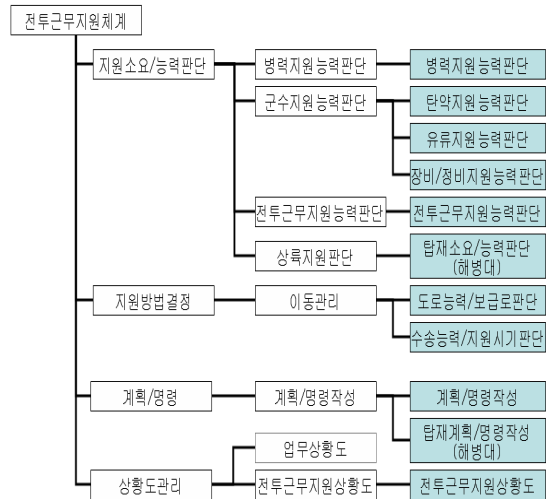 전투근무지원체계
지원소요/능력판단
병력지원능력판단
병력지원능력판단
군수지원능력판단
탄약지원능력판단
유류지원능력판단
장비/정비지원능력판단
전투근무지원능력판단
전투근무지원능력판단
상륙지원판단
탑재소요/능력판단
(해병대)
지원방법결정
이동관리
도로능력/보급로판단
수송능력/지원시기판단
계획/명령
계획/명령작성
계획/명령작성
탑재계획/명령작성
(해병대)
업무상황도
상황도관리
전투근무지원상황도
전투근무지원상황도